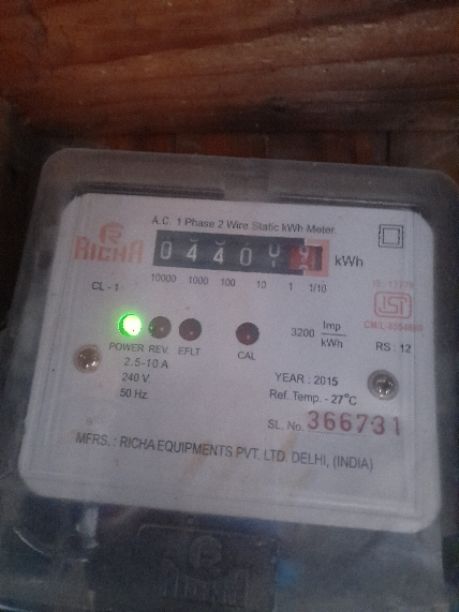 A.C. 1 Phase 2 Wire Static kWh Meter
RICHA
0440
kWh
10000 1000 100 10 1 1/10
CL - 1
POWER REV. EFLT CAL
3200 Imp/kWh
RS : 12
2.5-10 A
240 V.
50 Hz.
YEAR : 2015
Ref. Temp. - 27°C
SL. No. 366731
MFRS. : RICHA EQUIPMENTS PVT. LTD. DELHI, (INDIA)